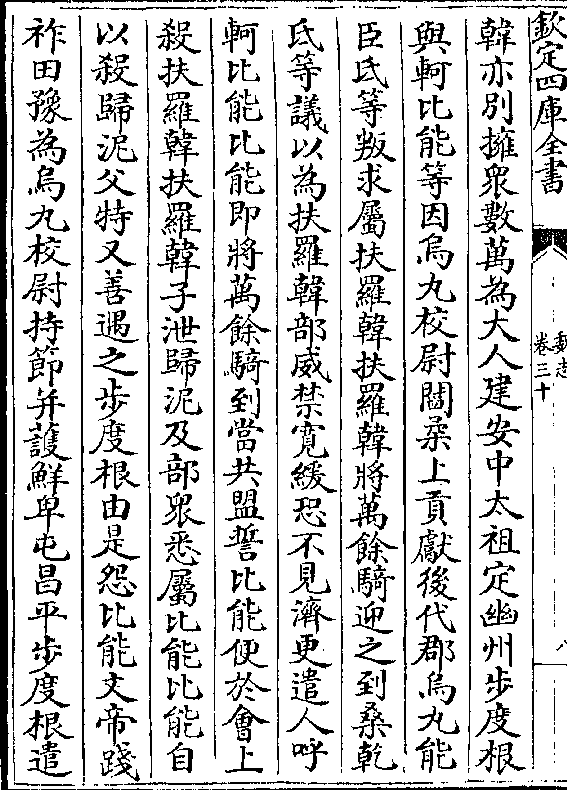 欽定四庫全書
魏志
卷三十
八
韓亦别擁衆數萬為大人建安中太祖定幽州步度根
與軻比能等因烏丸校尉閻柔上貢獻後代郡烏丸能
臣氐等叛求屬扶羅韓扶羅韓將萬餘騎迎之到桑乾
氐等議以為扶羅韓部威禁寛緩恐不見濟更遣人呼
軻比能比能即將萬餘騎到當共盟誓比能便於會上
殺扶羅韓扶羅韓子泄歸泥及部衆悉屬比能比能自
以殺歸泥父特又善遇之步度根由是怨比能文帝踐
祚田豫為烏丸校尉持節并護鮮卑屯昌平步度根遣